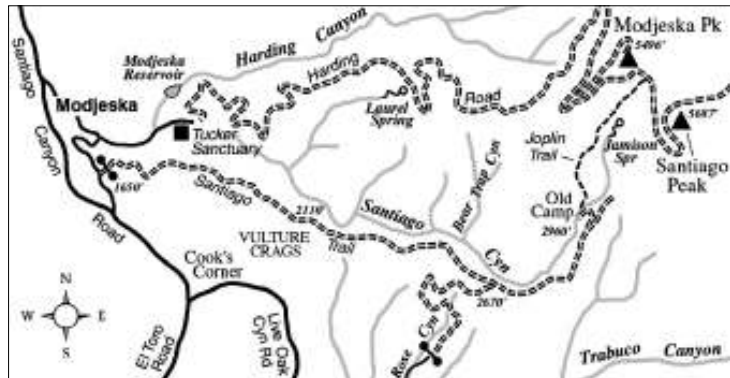 Modjeska Pk
5496'
Santiago
Canyon
Road
Modjeska
Reservoir
Harding Canyon
Harding
Road
Modjeska
Laurel
Spring
Tucker
Sanctuary
5687'
Joplin
Trail
Jamison
Spr
Santiago
Peak
1650'
Santiago
Trail
2110'
Santiago
Cyn
Bear Trap Cyn
Old
Camp
2960'
VULTURE
CRAGS
Cook's
Corner
2670'
N
W
E
S
El Toro
Road
Live Oak
Cyn Rd
Rose Cyn
Trabuco Canyon